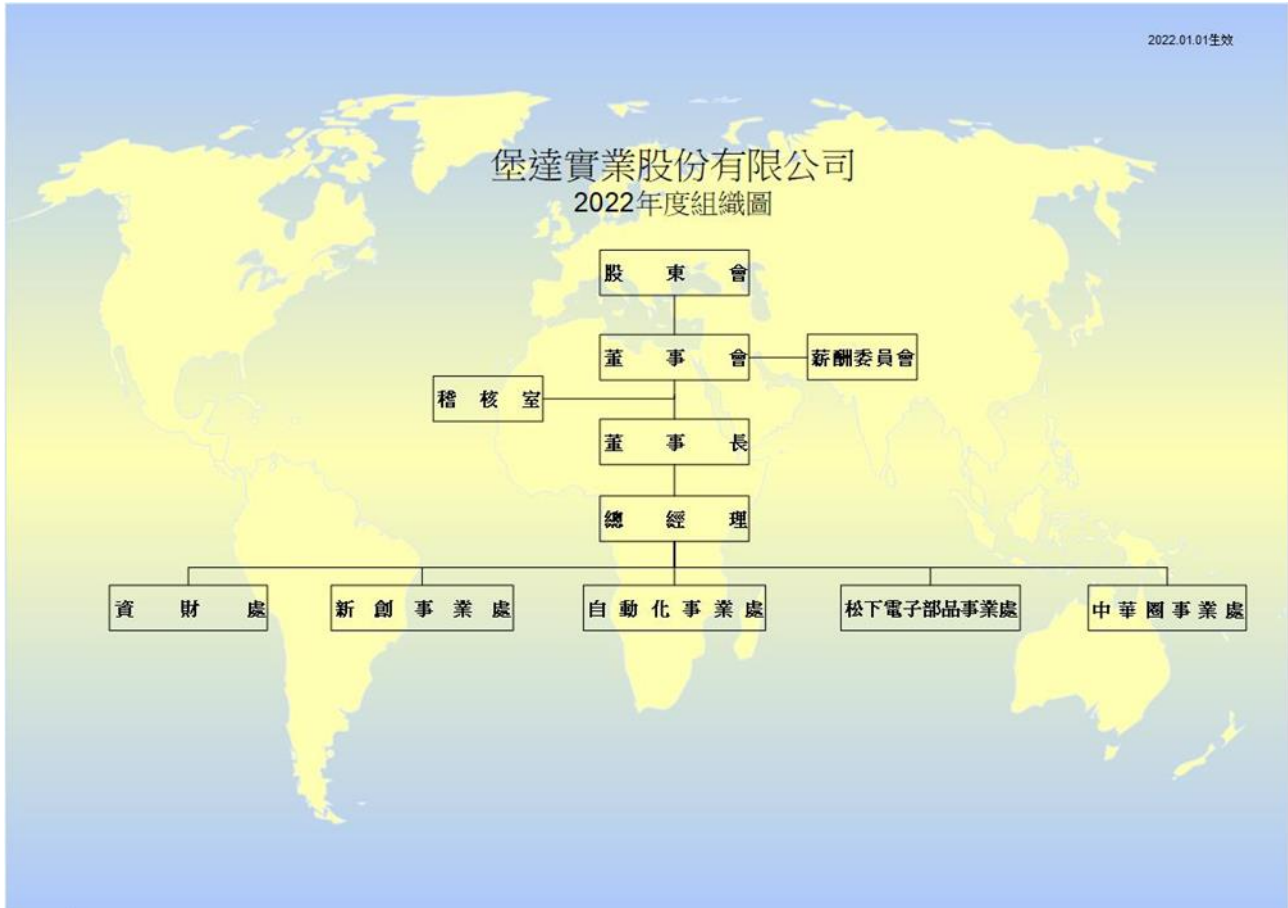 2022.01.01生效
堡達實業股份有限公司
2022年度組織圖
股東會
董事會
薪酬委員會
稽核室
董事長
總經理
資財處
新創事業處
自動化事業處
松下電子部品事業處
中華圈事業處